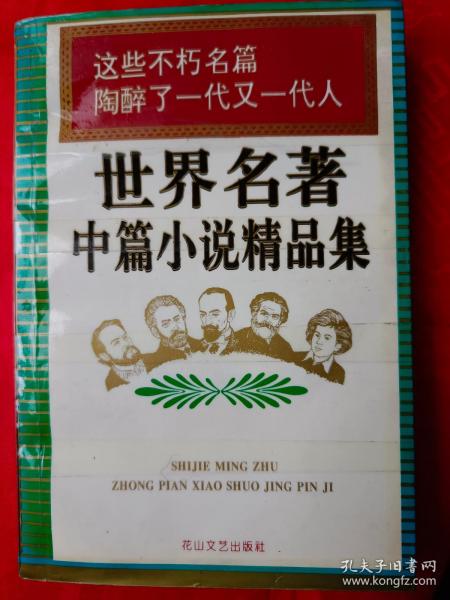 这些不朽名篇
陶醉了一代又一代人
世界名著
中篇小说精品集
SHIJIE MING ZHU
ZHONG PIAN XIAO SHUO JING PIN JI
花山文艺出版社
孔夫子旧书网
www.kongfz.com